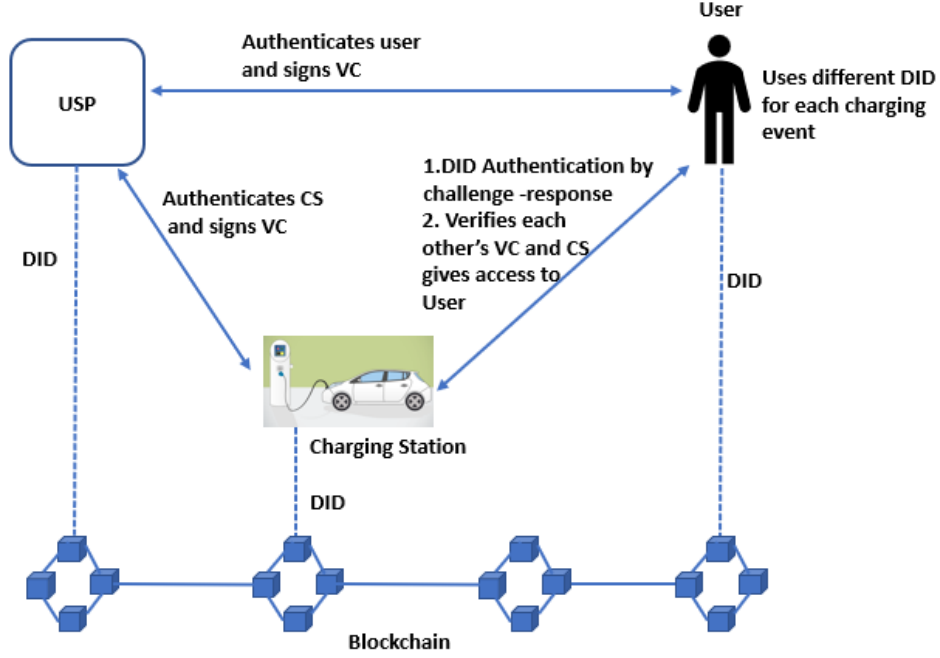 User
Authenticates user
and signs VC
USP
Uses different DID
for each charging
event
1.DID Authentication by
challenge -response
2. Verifies each
other's VC and CS
gives access to
User
Authenticates CS
and signs VC
DID
DID
Charging Station
DID
Blockchain